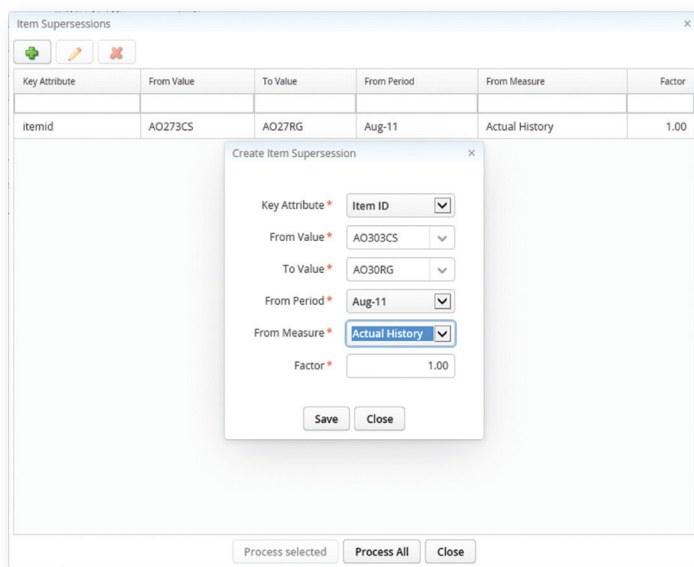 Item Supersessions
Key Attribute From Value To Value From Period From Measure Factor
itemid AO273CS AO27RG Aug-11 Actual History 1.00
Create Item Supersession
Key Attribute * Item ID
From Value * AO303CS
To Value * AO30RG
From Period * Aug-11
From Measure * Actual History
Factor * 1.00
Save Close
Process selected Process All Close